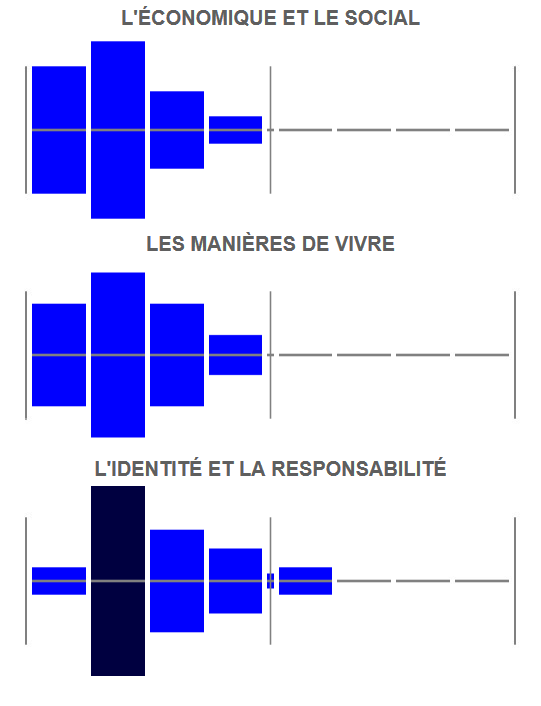 L'ÉCONOMIQUE ET LE SOCIAL
LES MANIÈRES DE VIVRE
L'IDENTITÉ ET LA RESPONSABILITÉ